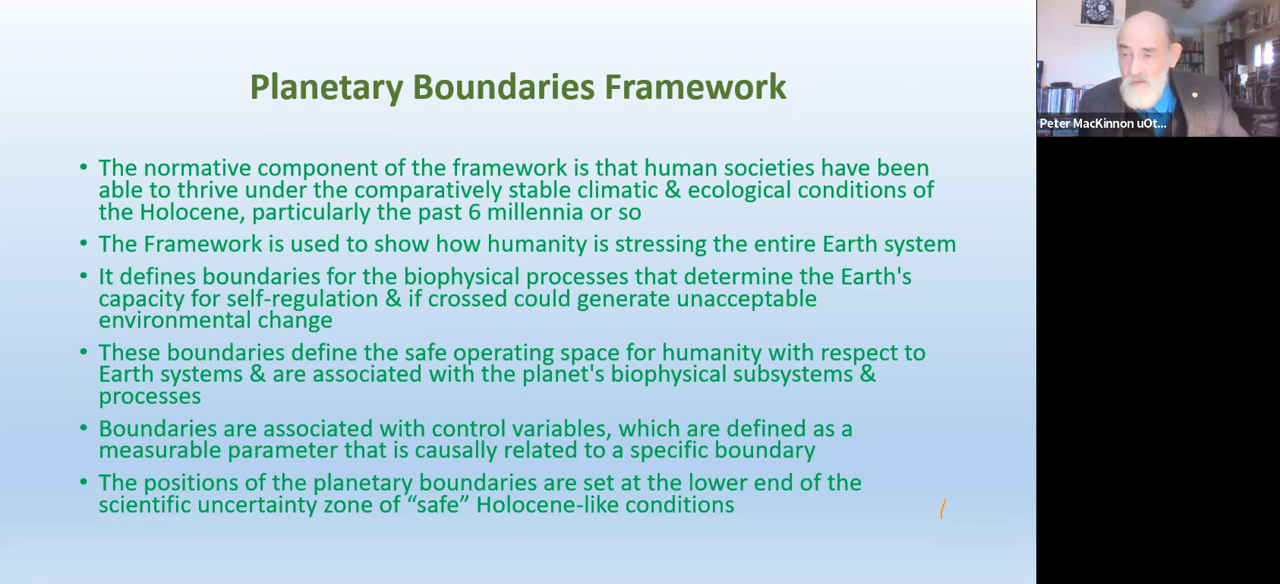 Planetary Boundaries Framework
• The normative component of the framework is that human societies have been
able to thrive under the comparatively stable climatic & ecological conditions of
the Holocene, particularly the past 6 millennia or so
• The Framework is used to show how humanity is stressing the entire Earth system
• It defines boundaries for the biophysical processes that determine the Earth's
capacity for self-regulation & if crossed could generate unacceptable
environmental change
• These boundaries define the safe operating space for humanity with respect to
Earth systems & are associated with the planet's biophysical subsystems &
processes
• Boundaries are associated with control variables, which are defined as a
measurable parameter that is causally related to a specific boundary
• The positions of the planetary boundaries are set at the lower end of the
scientific uncertainty zone of “safe” Holocene-like conditions
Peter MacKinnon uOt...